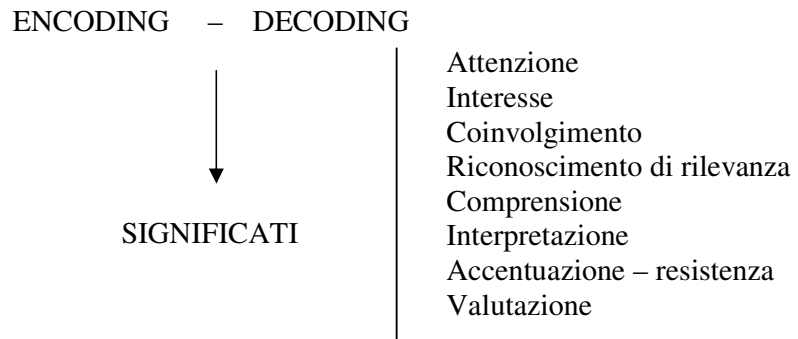 ENCODING – DECODING
Attenzione
Interesse
Coinvolgimento
Riconoscimento di rilevanza
Comprensione
SIGNIFICATI
Interpretazione
Accentuazione – resistenza
Valutazione